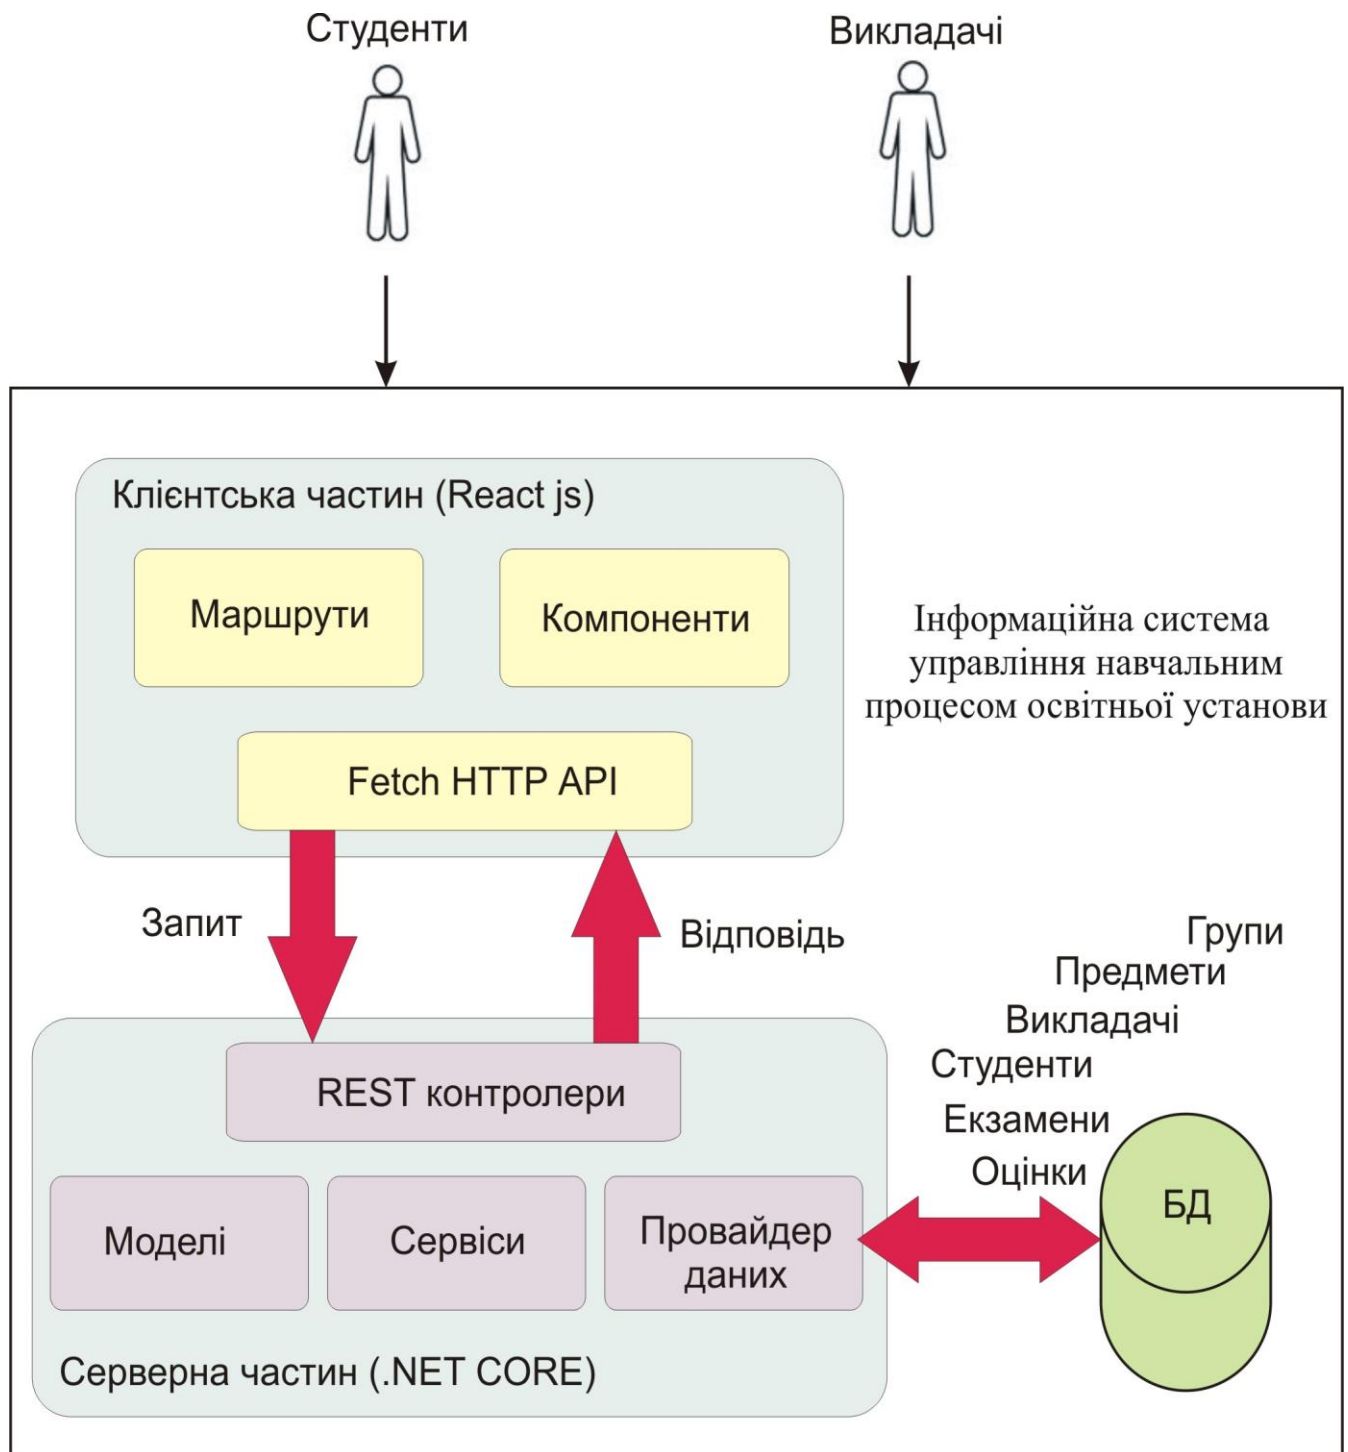 Студенти
Викладачі
Клієнтська частин (React js)
Маршрути
Компоненти
Fetch HTTP API
Інформаційна система
управління навчальним
процесом освітньої установи
Запит
Відповідь
Групи
Предмети
Викладачі
Студенти
Екзамени
Оцінки
REST контролери
Моделі
Сервіси
Провайдер
даних
БД
Серверна частин (.NET CORE)